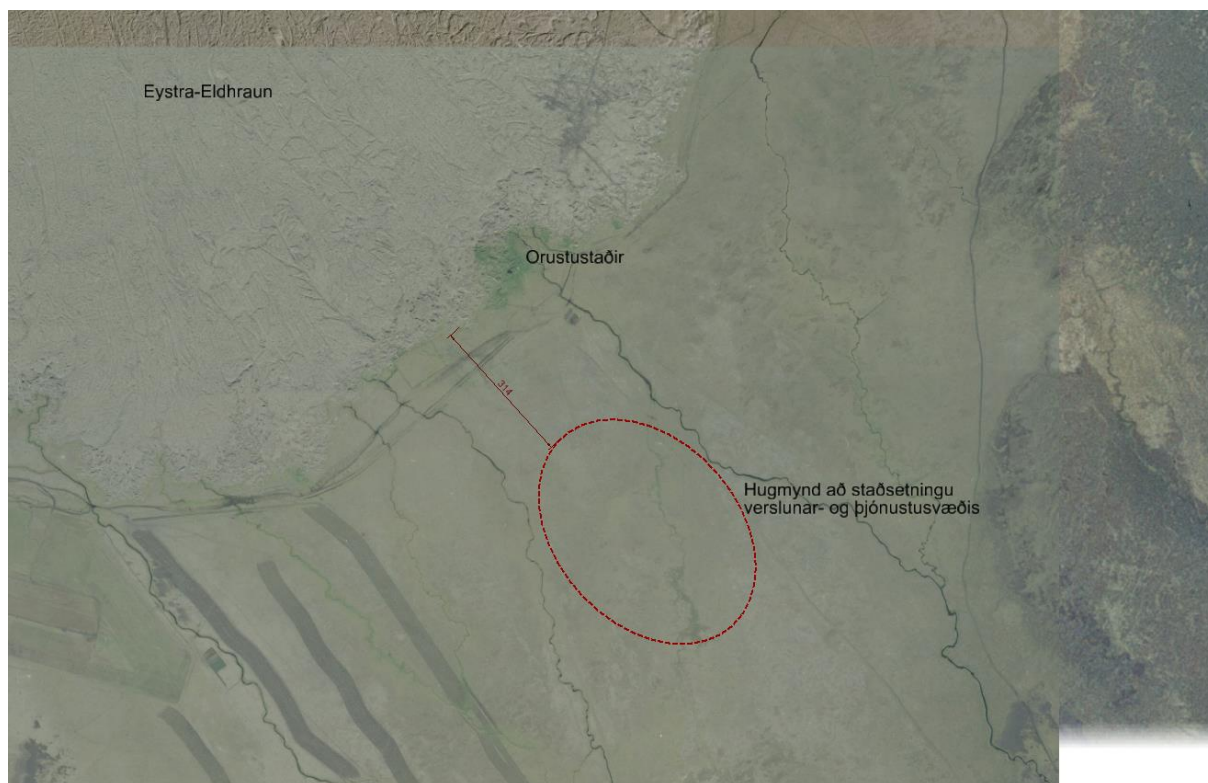 Eystra-Eldhraun
Orustustaðir
314
Hugmynd að staðsetningu
verslunar- og þjónustusvæðis